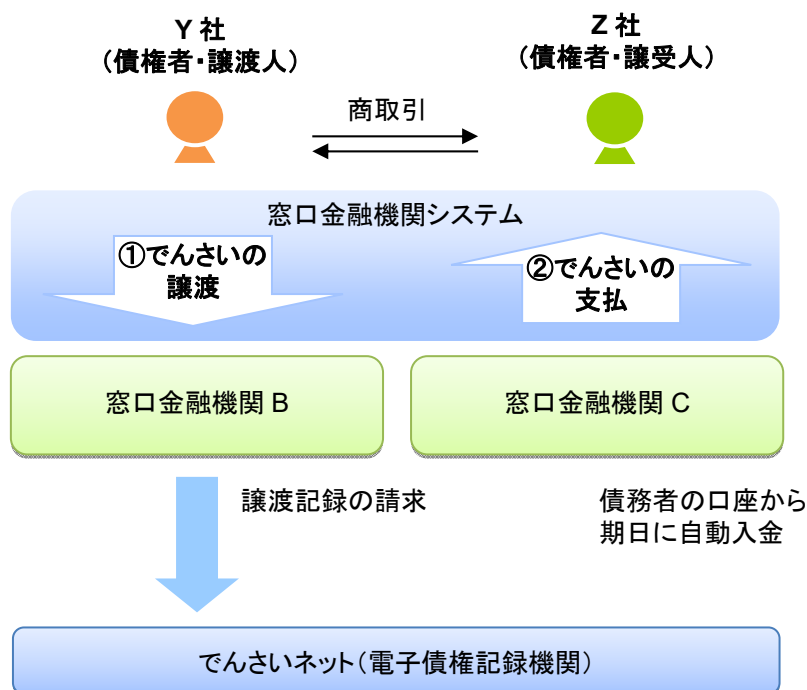 Y 社
(債権者・譲渡人)
Z 社
(債権者・譲受人)
商取引
窓口金融機関システム
①でんさいの
譲渡
②でんさいの
支払
窓口金融機関 B
窓口金融機関 C
譲渡記録の請求
債務者の口座から
期日に自動入金
でんさいネット(電子債権記録機関)